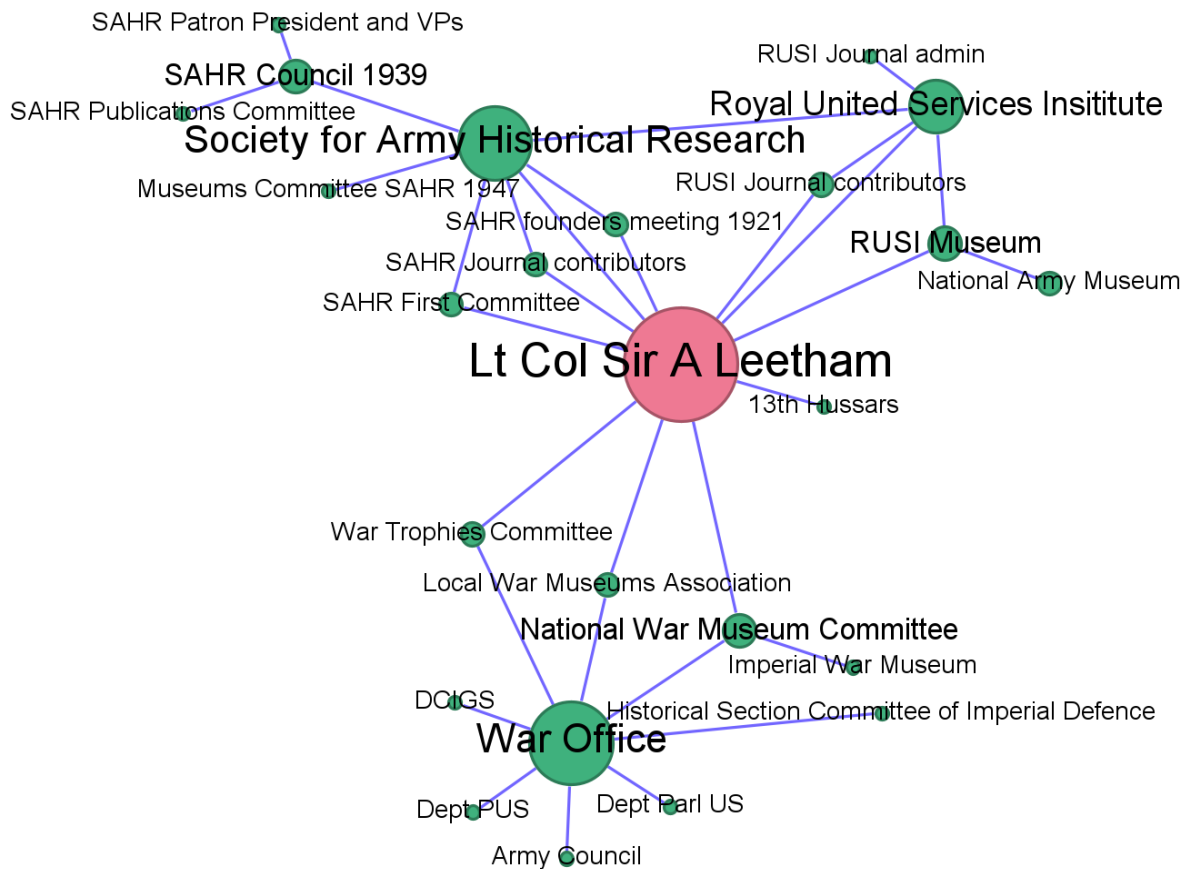 SAHR Patron President and VPs
SAHR Council 1939
RUSI Journal admin
SAHR Publications Committee
Royal United Services Insititute
Society for Army Historical Research
Museums Committee SAHR 1947
RUSI Journal contributors
SAHR founders meeting 1921
RUSI Museum
SAHR Journal contributors
National Army Museum
SAHR First Committee
Lt Col Sir A Leetham
13th Hussars
War Trophies Committee
Local War Museums Association
National War Museum Committee
Imperial War Museum
DCIGS
Historical Section Committee of Imperial Defence
War Office
Dept PUS
Dept Parl US
Army Council